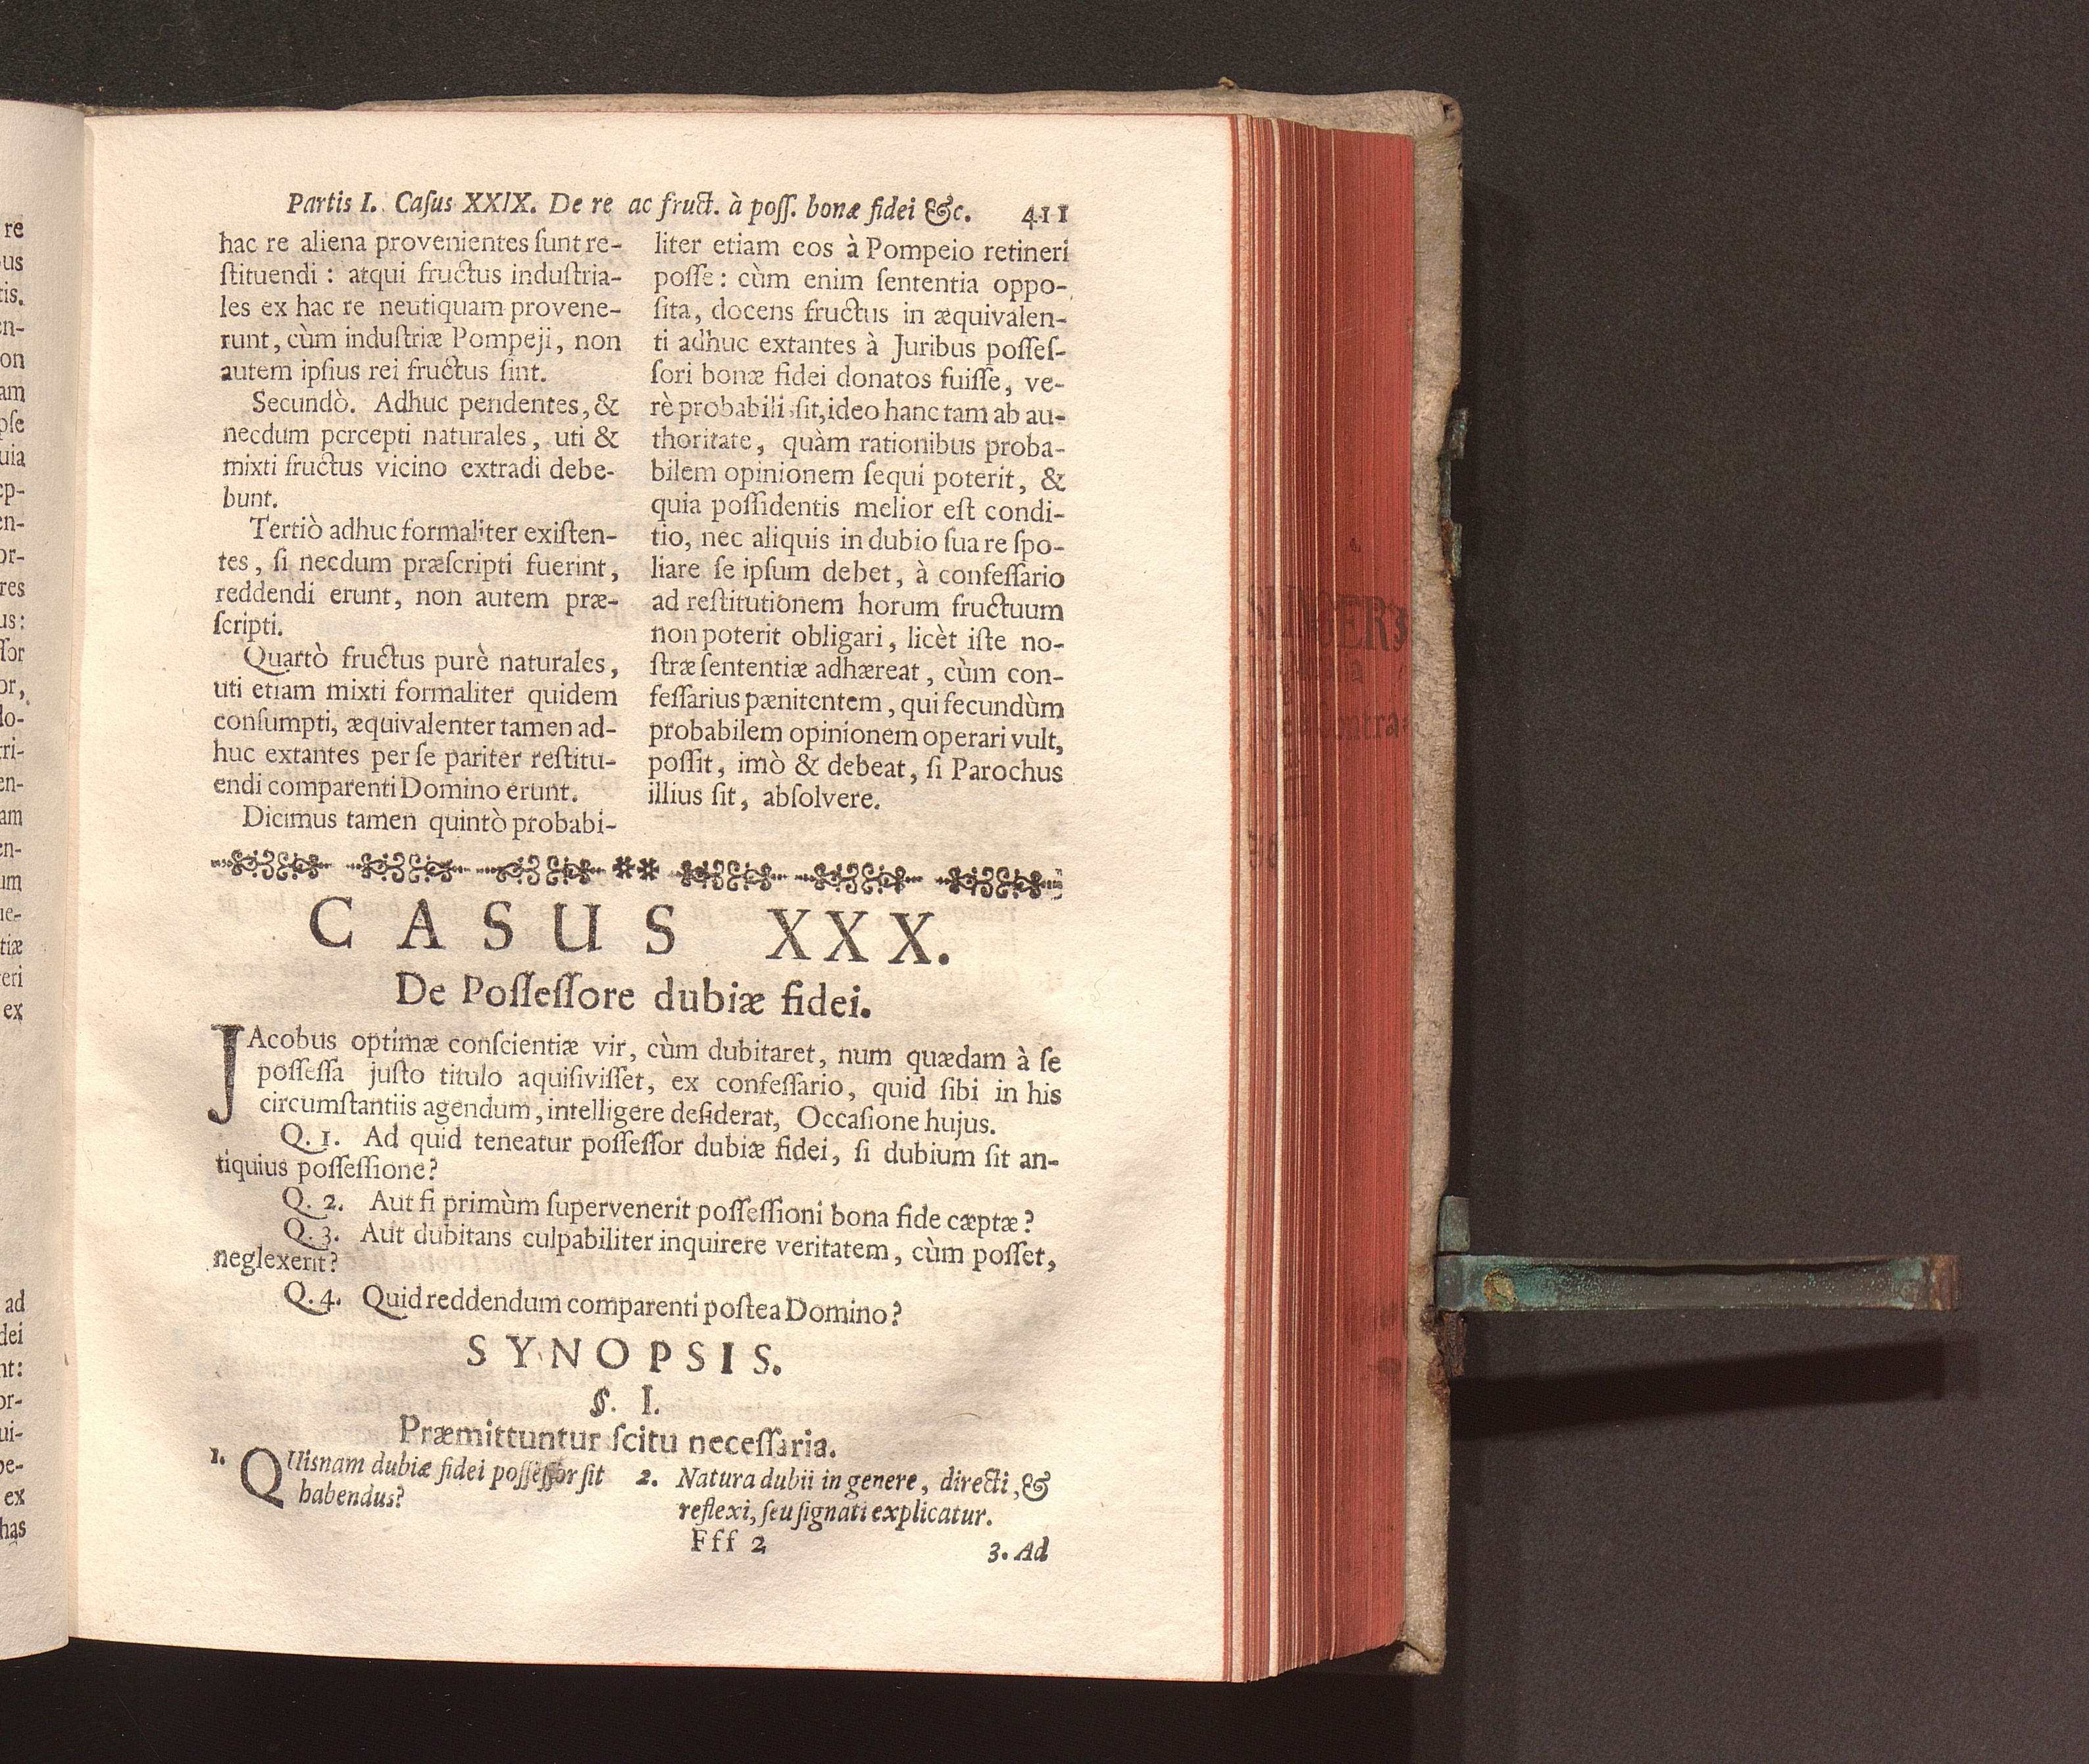 Partis I. Caſus XXIX. De re ac fruct. à poſſ. bonæ fidei &c. 411
hac re aliena provenientes ſunt re-
ſtituendi : atqui fructus induſtria-
les ex hac re neutiquam provene-
runt, cùm induſtriæ Pompeji, non
autem ipſius rei fructus ſint.
Secundò. Adhuc pendentes, &
necdum percepti naturales, uti &
mixti fructus vicino extradi debe-
bunt.
Tertiò adhuc formaliter exiſten-
tes, ſi necdum præſcripti fuerint,
reddendi erunt, non autem præ-
ſcripti.
Quartò fructus purè naturales,
uti etiam mixti formaliter quidem
conſumpti, æquivalenter tamen ad-
huc extantes per ſe pariter reſtitu-
endi comparenti Domino erunt.
Dicimus tamen quintò probabi-
liter etiam eos à Pompeio retineri
poſſe : cùm enim ſententia oppo-
ſita, docens fructus in æquivalen-
ti adhuc extantes à Juribus poſſeſ-
ſori bonæ fidei donatos fuiſſe, ve-
rè probabili ſit, ideo hanc tam ab au-
thoritate, quàm rationibus proba-
bilem opinionem ſequi poterit, &
quia poſſidentis melior eſt condi-
tio, nec aliquis in dubio ſua re ſpo-
liare ſe ipſum debet, à confeſſario
ad reſtitutionem horum fructuum
non poterit obligari, licèt iſte no-
ſtræ ſententiæ adhæreat, cùm con-
feſſarius pænitentem, qui ſecundùm
probabilem opinionem operari vult,
poſſit, imò & debeat, ſi Parochus
illius ſit, abſolvere.
CASUS XXX.
De Poſſeſſore dubiæ fidei.
JAcobus optimæ conſcientiæ vir, cùm dubitaret, num quædam à ſe
poſſeſſa juſto titulo aquiſiviſſet, ex confeſſario, quid ſibi in his
circumſtantiis agendum, intelligere deſiderat, Occaſione hujus.
Q. 1. Ad quid teneatur poſſeſſor dubiæ fidei, ſi dubium ſit an-
tiquius poſſeſſione?
Q. 2. Aut ſi primùm ſupervenerit poſſeſſioni bona fide cæptæ?
Q. 3. Aut dubitans culpabiliter inquirere veritatem, cùm poſſet,
neglexerit?
Q. 4. Quid reddendum comparenti poſtea Domino?
SYNOPSIS.
§. I.
Præmittuntur ſcitu neceſſaria.
1. QUisnam dubiæ fidei poſſeſſor ſit
habendus?
2. Natura dubii in genere, directi, &
reflexi, ſeu ſignati explicatur.
Fff 2
3. Ad